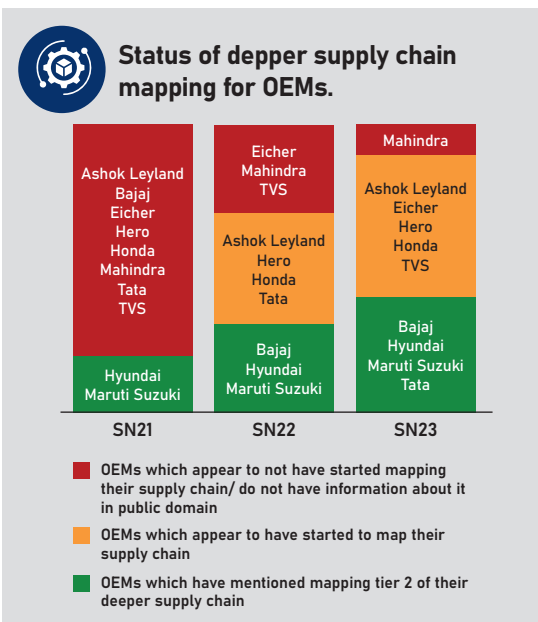 Status of depper supply chain
mapping for OEMs.
Ashok Leyland
Bajaj
Eicher
Hero
Honda
Mahindra
Tata
TVS
Hyundai
Maruti Suzuki
Eicher
Mahindra
TVS
Ashok Leyland
Hero
Honda
Tata
Bajaj
Hyundai
Maruti Suzuki
Mahindra
Ashok Leyland
Eicher
Hero
Honda
TVS
Bajaj
Hyundai
Maruti Suzuki
Tata
SN21
SN22
SN23
OEMs which appear to not have started mapping
their supply chain/ do not have information about it
in public domain
OEMs which appear to have started to map their
supply chain
OEMs which have mentioned mapping tier 2 of their
deeper supply chain